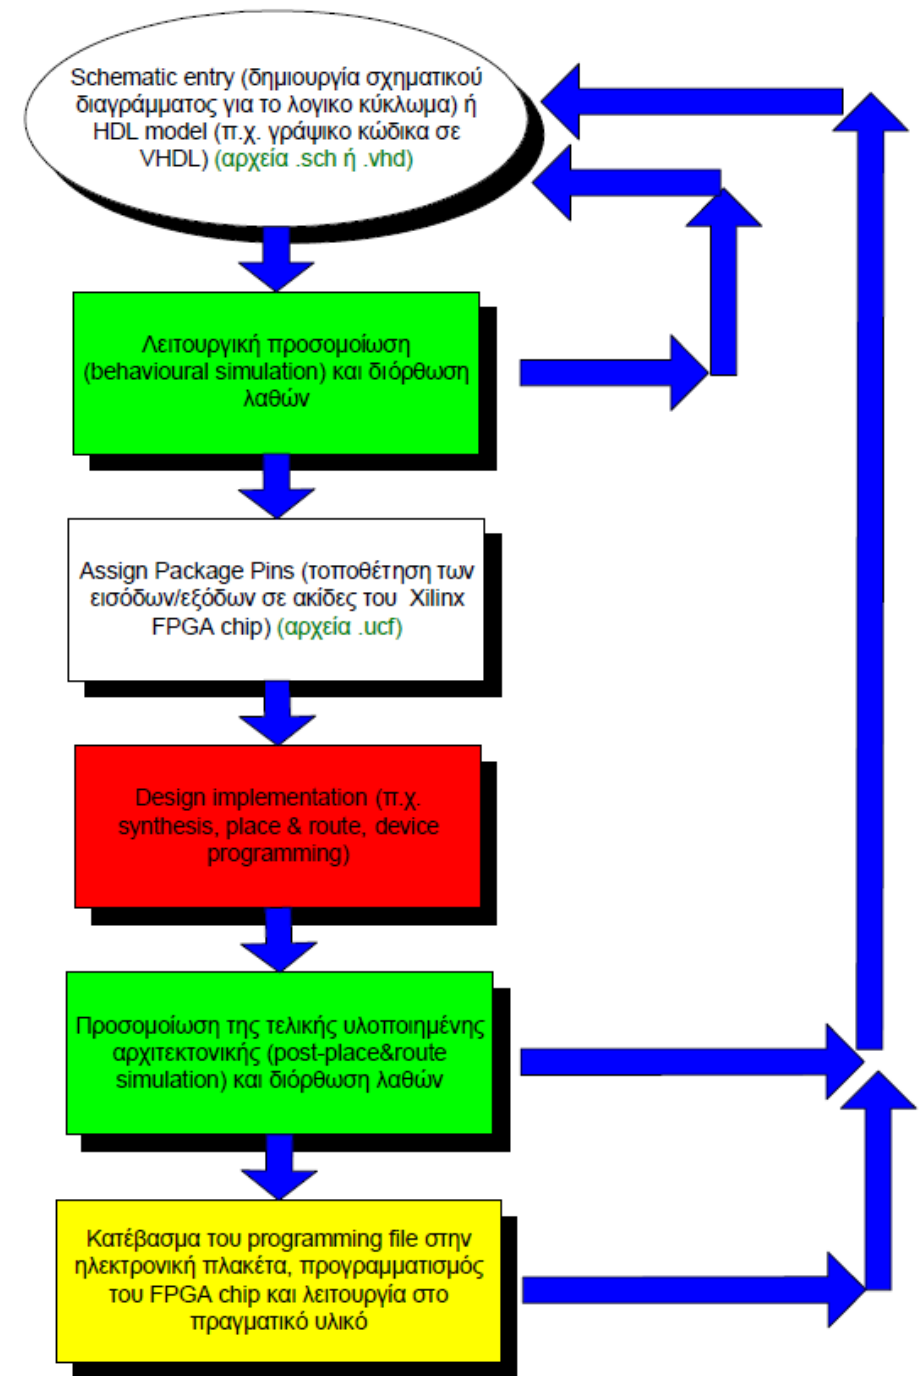 Schematic entry (δημιουργία σχηματικού
διαγράμματος για το λογικο κύκλωμα) ή
HDL model (π.χ. γράψικο κώδικα σε
VHDL) (αρχεία .sch ή .vhd)
Λειτουργική προσομοίωση
(behavioural simulation) και διόρθωση
λαθών
Assign Package Pins (τοποθέτηση των
εισόδων/εξόδων σε ακίδες του Xilinx
FPGA chip) (αρχεία .ucf)
Design implementation (π.χ.
synthesis, place & route, device
programming)
Προσομοίωση της τελικής υλοποιημένης
αρχιτεκτονικής (post-place&route
simulation) και διόρθωση λαθών
Κατέβασμα του programming file στην
ηλεκτρονική πλακέτα, προγραμματισμός
του FPGA chip και λειτουργία στο
πραγματικό υλικό